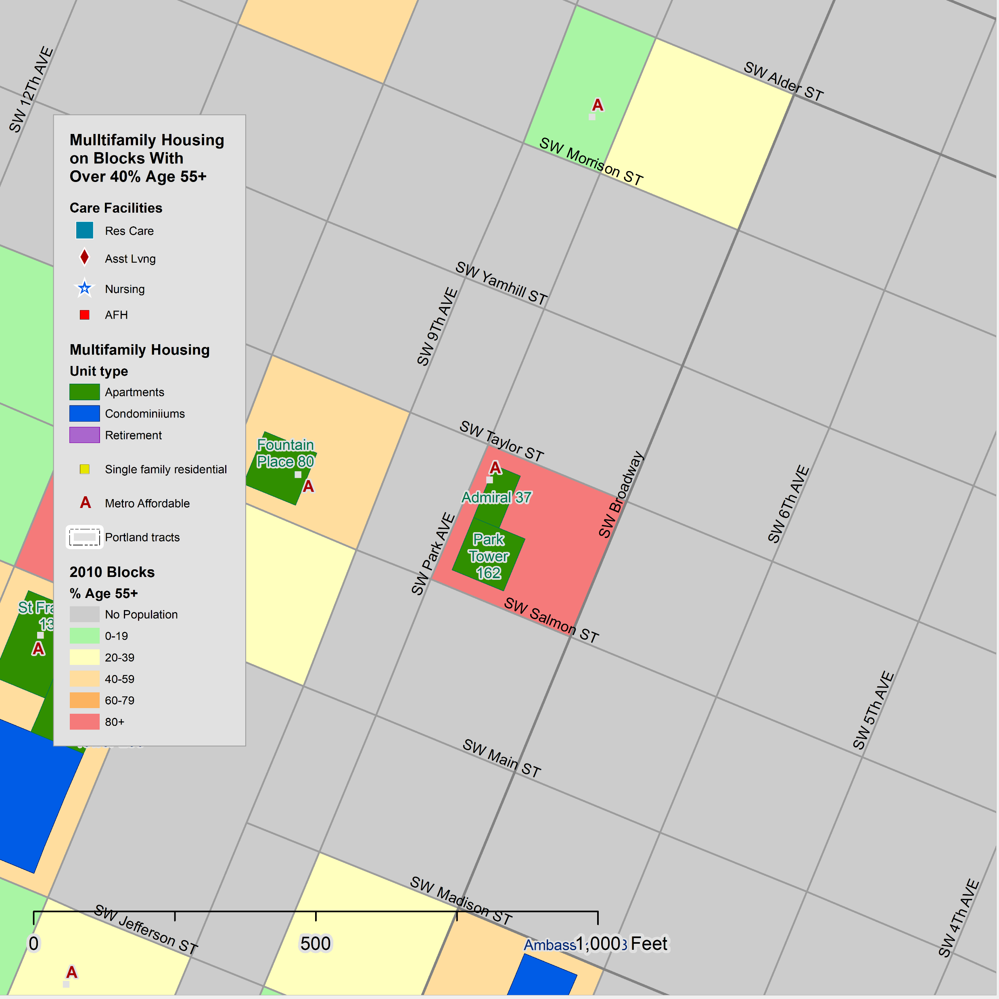 SW 12Th AVE
SW Alder ST
A
SW Morrison ST
Mulltifamily Housing
on Blocks With
Over 40% Age 55+
Care Facilities
Res Care
Asst Lvng
Nursing
AFH
Multifamily Housing
Unit type
Apartments
Condominiiums
Retirement
Single family residential
A Metro Affordable
Portland tracts
2010 Blocks
% Age 55+
No Population
0-19
20-39
40-59
60-79
80+
SW Yamhill ST
SW 9Th AVE
SW Taylor ST
Fountain
Place 80
A
A
Admiral 37
Park
Tower
162
SW Park AVE
SW Broadway
SW 6Th AVE
SW Salmon ST
St
A
SW 5Th AVE
SW Main ST
SW Madison ST
SW Jefferson ST
SW 4Th AVE
0
500
1,000 Feet
A